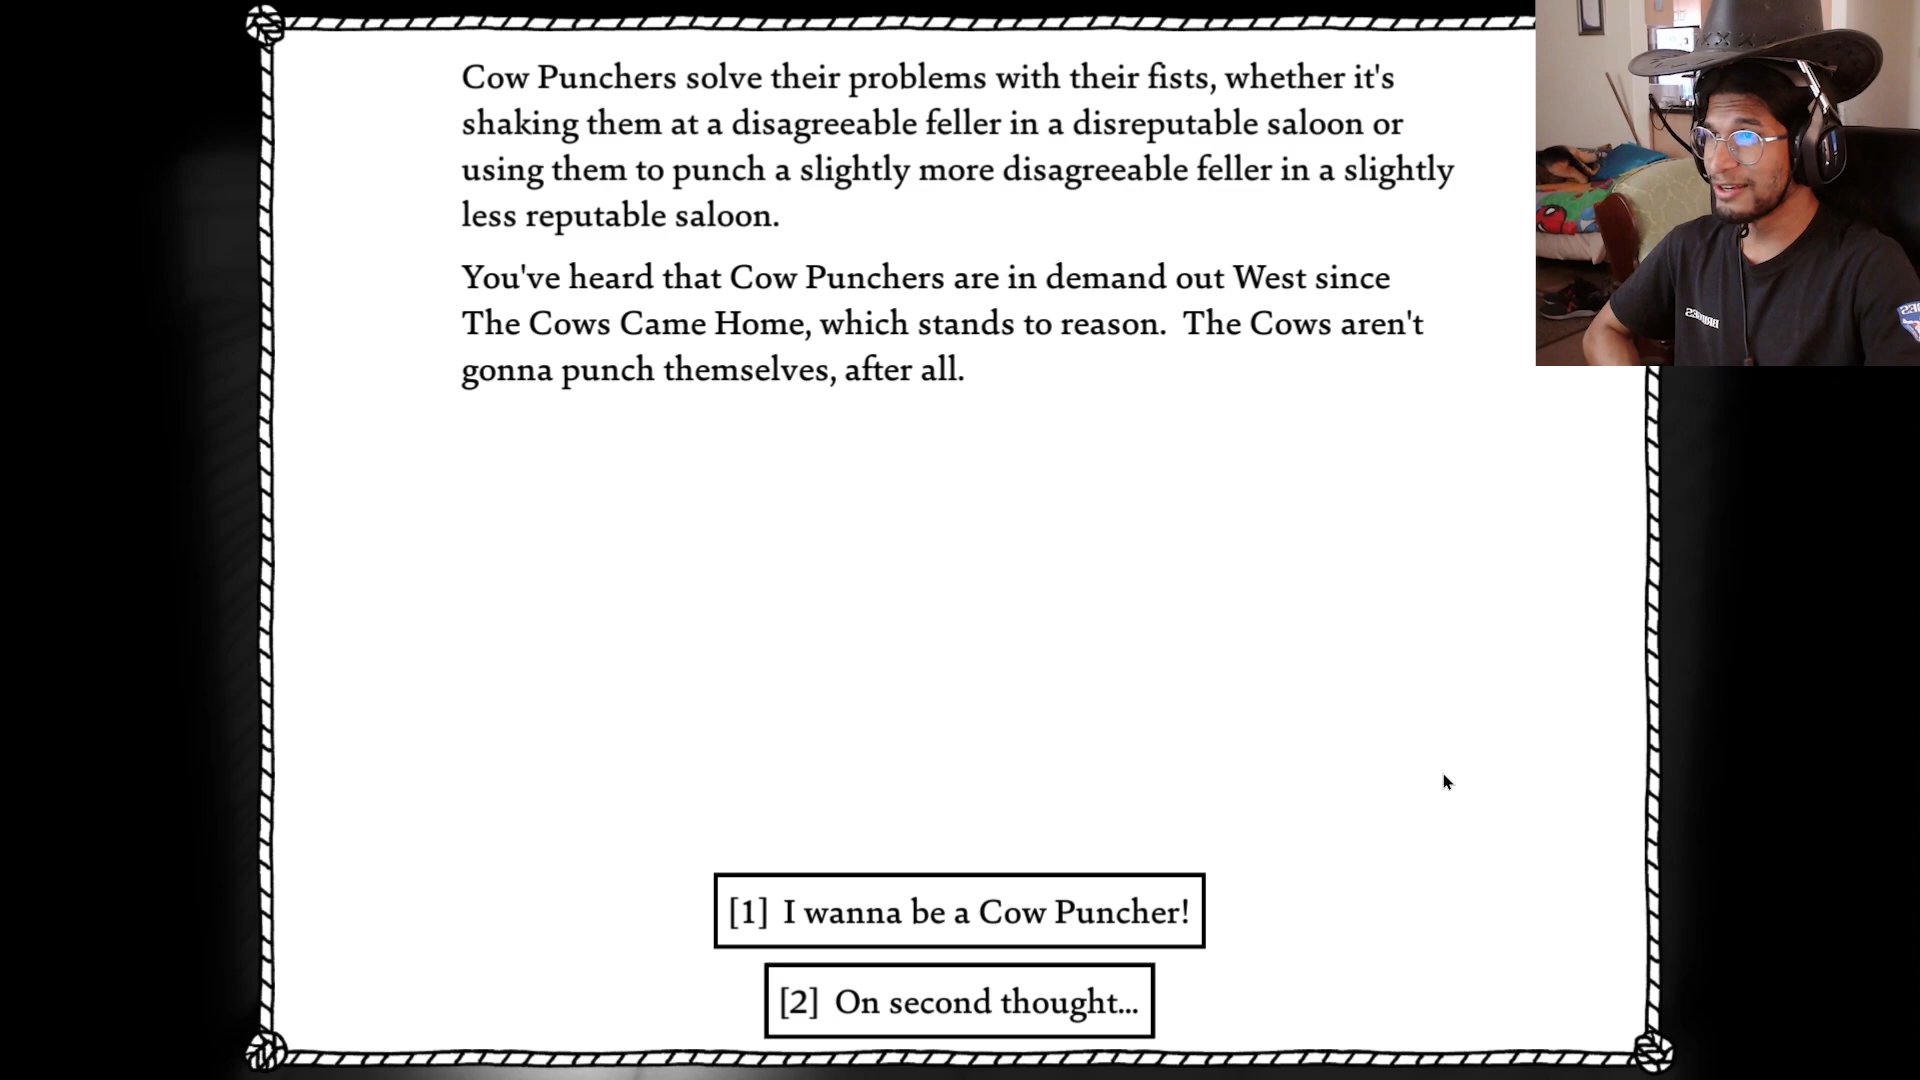 Cow Punchers solve their problems with their fists, whether it's
shaking them at a disagreeable feller in a disreputable saloon or
using them to punch a slightly more disagreeable feller in a slightly
less reputable saloon.
You've heard that Cow Punchers are in demand out West since
The Cows Came Home, which stands to reason.  The Cows aren't
gonna punch themselves, after all.
[1] I wanna be a Cow Puncher!
[2] On second thought...
BRIDGES